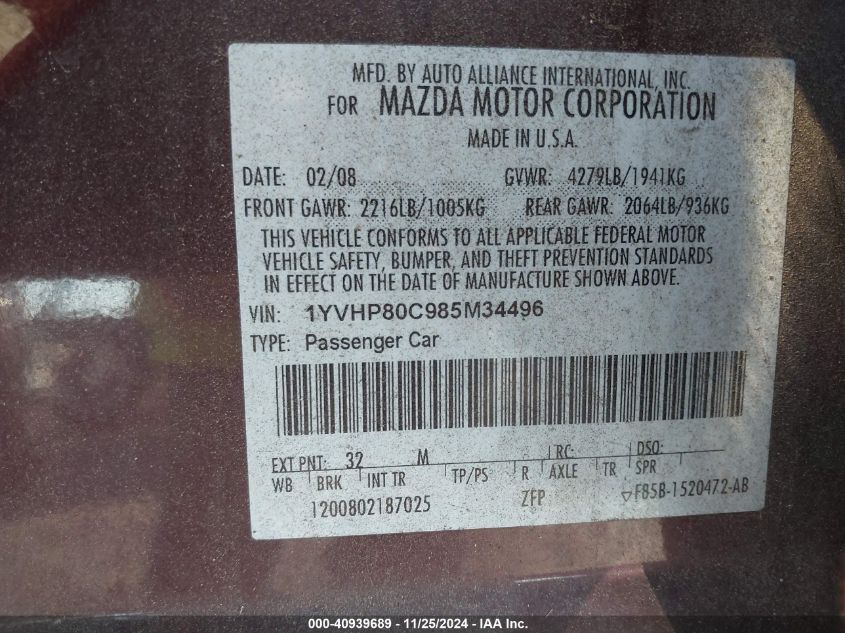 MFD. BY AUTO ALLIANCE INTERNATIONAL, INC.
FOR MAZDA MOTOR CORPORATION
MADE IN U.S.A.
DATE: 02/08 GVWR: 4279LB/1941KG
FRONT GAWR: 2216LB/1005KG REAR GAWR: 2064LB/936KG
THIS VEHICLE CONFORMS TO ALL APPLICABLE FEDERAL MOTOR
VEHICLE SAFETY, BUMPER, AND THEFT PREVENTION STANDARDS
IN EFFECT ON THE DATE OF MANUFACTURE SHOWN ABOVE.
VIN: 1YVHP80C985M34496
TYPE: Passenger Car
EXT PNT: 32 M RC: DSO:
WB BRK INT TR TP/PS R AXLE TR SPR
1200802187025 ZFP F85B-1520472-AB
000-40939689 - 11/25/2024 - IAA Inc.